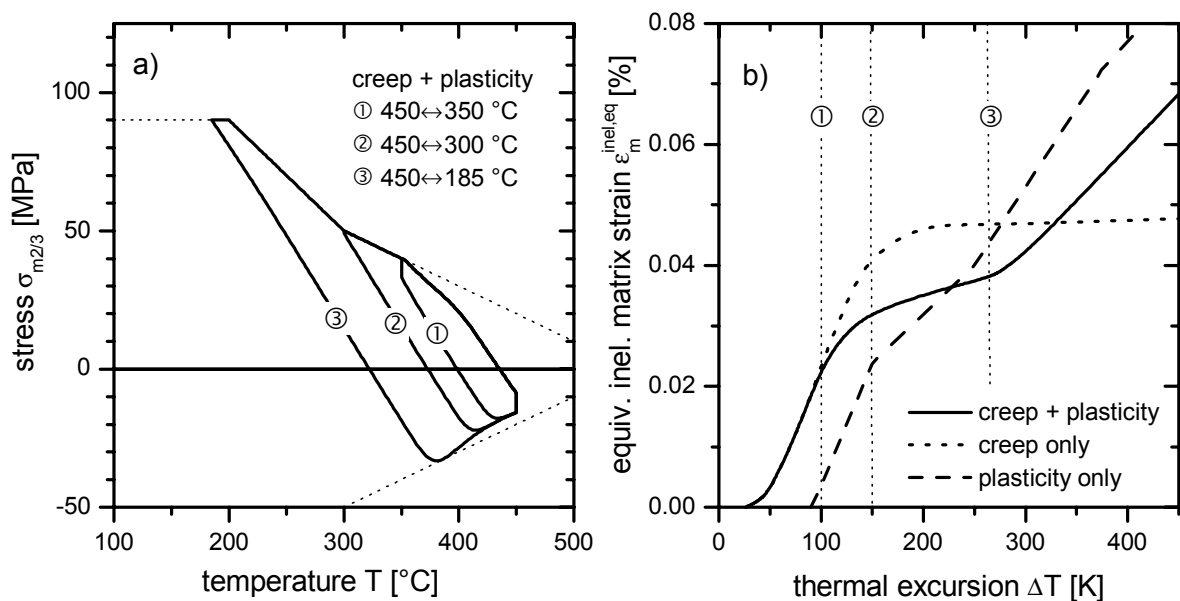 a)
creep + plasticity
① 450↔350 °C
② 450↔300 °C
③ 450↔185 °C
100
50
0
-50
③
②
①
100
200
300
400
500
stress σm2/3 [MPa]
temperature T [°C]
b)
①
②
③
0.08
0.06
0.04
0.02
0.00
creep + plasticity
creep only
plasticity only
0
100
200
300
400
equiv. inel. matrix strain εm^inel,eq [%]
thermal excursion ΔT [K]